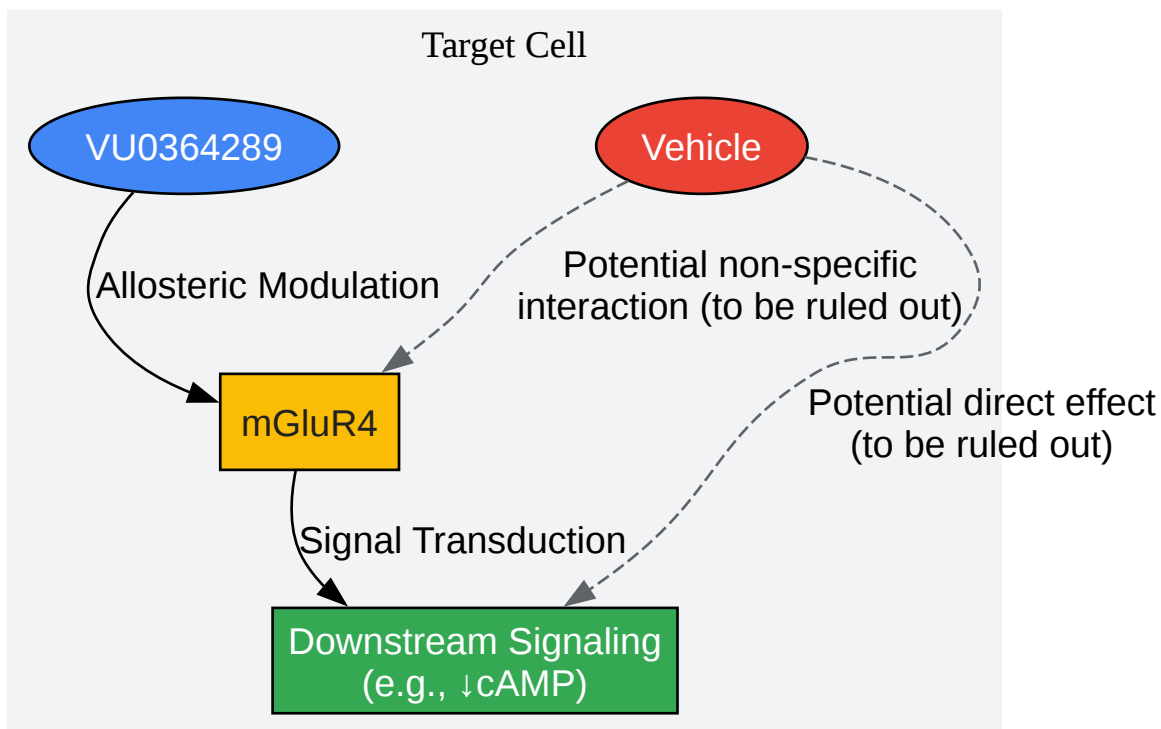 Target Cell
VU0364289
Vehicle
Allosteric Modulation
Potential non-specific
interaction (to be ruled out)
mGluR4
Potential direct effect
(to be ruled out)
Signal Transduction
Downstream Signaling
(e.g., ↓cAMP)